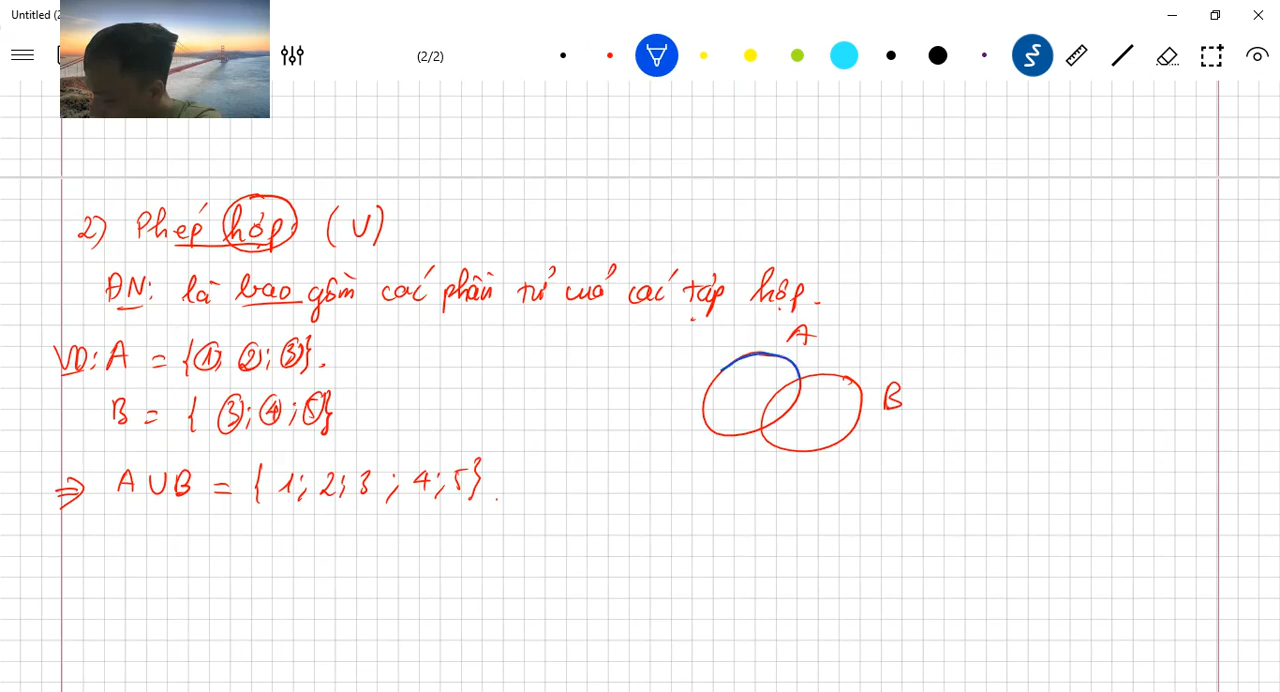 Untitled (2
(2/2)
2) Phép hợp (U)
ĐN: là bao gồm các phần tử của các tập hợp.
VD: A = {1; 2; 3}.
B = { 3; 4; 5}
⇒ A U B = { 1; 2; 3 ; 4; 5}.
A
B